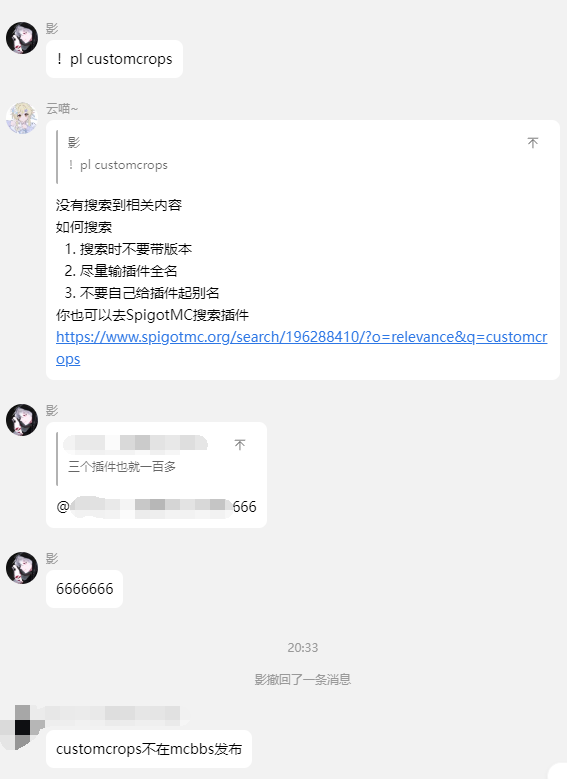 影
！pl customcrops
云喵~
影
！pl customcrops
没有搜索到相关内容
如何搜索
1. 搜索时不要带版本
2. 尽量输插件全名
3. 不要自己给插件起别名
你也可以去SpigotMC搜索插件
https://www.spigotmc.org/search/196288410/?o=relevance&q=customcr
ops
影
三个插件也就一百多
@
666
影
6666666
20:33
影撤回了一条消息
customcrops不在mcbbs发布